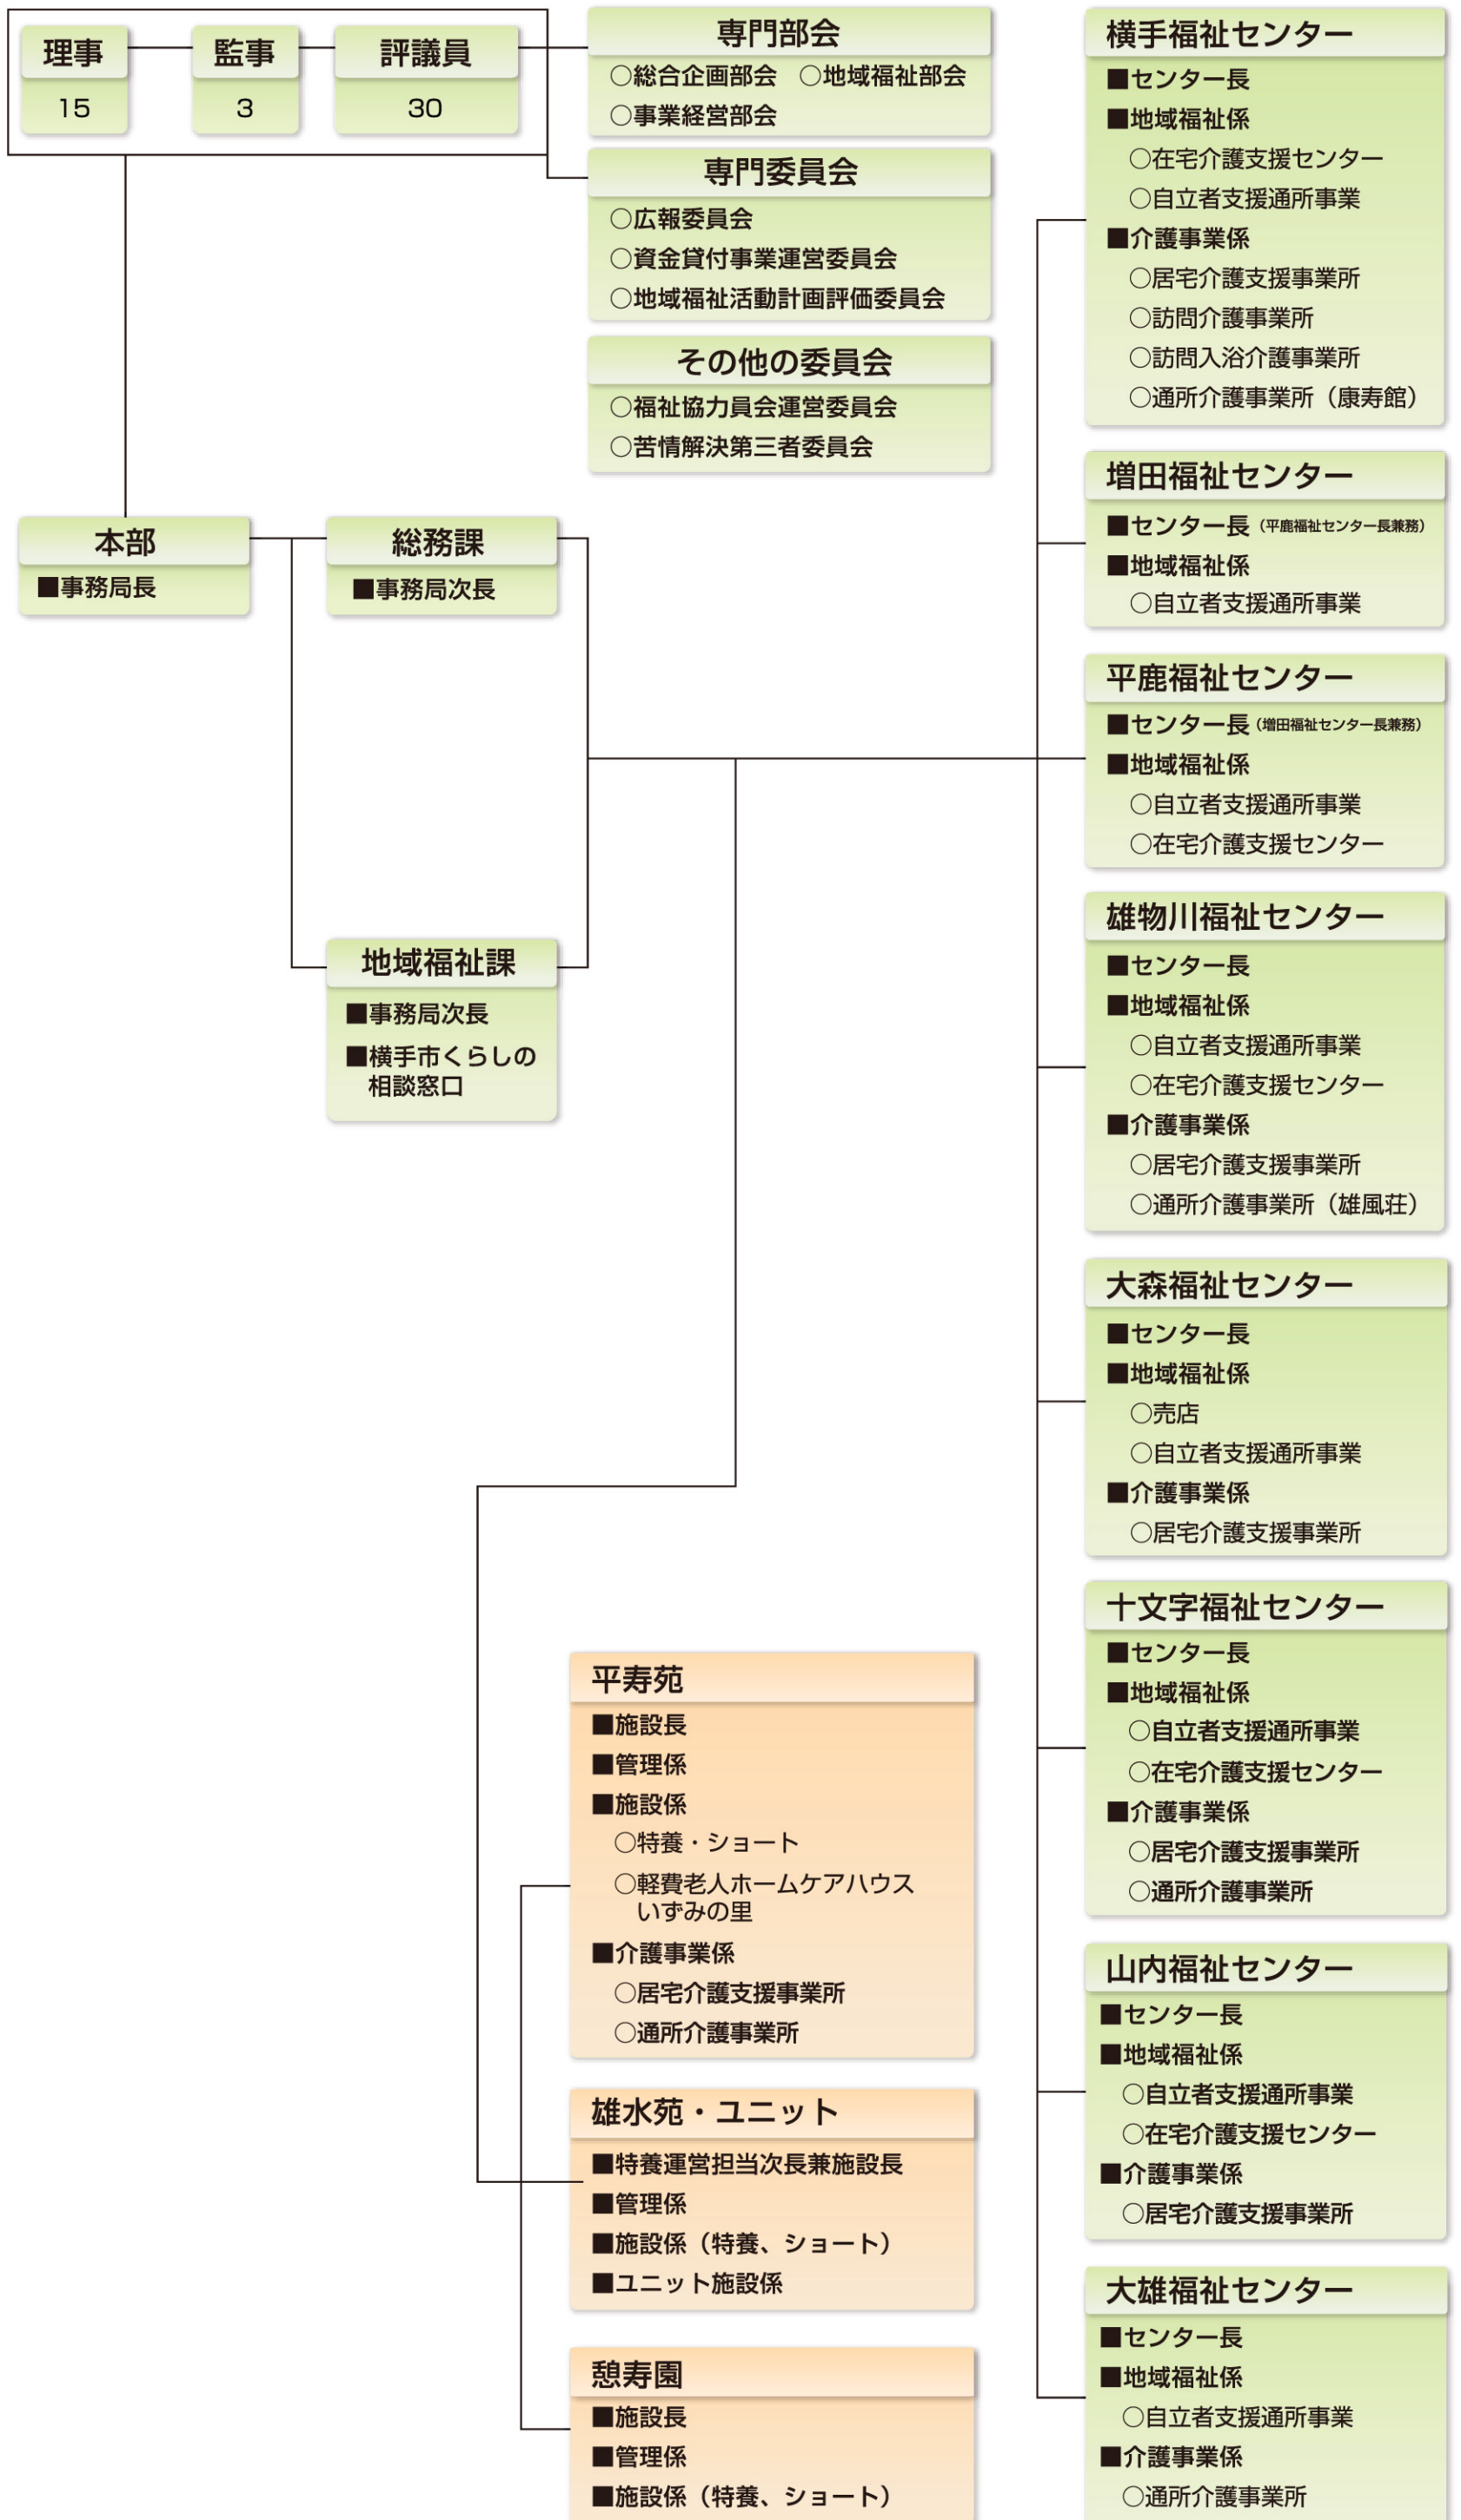 理事
15
監事
3
評議員
30
専門部会
○総合企画部会 ○地域福祉部会
○事業経営部会
専門委員会
○広報委員会
○資金貸付事業運営委員会
○地域福祉活動計画評価委員会
その他の委員会
○福祉協力員会運営委員会
○苦情解決第三者委員会
本部
■事務局長
総務課
■事務局次長
地域福祉課
■事務局次長
■横手市くらしの
相談窓口
横手福祉センター
■センター長
■地域福祉係
○在宅介護支援センター
○自立者支援通所事業
■介護事業係
○居宅介護支援事業所
○訪問介護事業所
○訪問入浴介護事業所
○通所介護事業所（康寿館）
増田福祉センター
■センター長（平鹿福祉センター長兼務）
■地域福祉係
○自立者支援通所事業
平鹿福祉センター
■センター長（増田福祉センター長兼務）
■地域福祉係
○自立者支援通所事業
○在宅介護支援センター
雄物川福祉センター
■センター長
■地域福祉係
○自立者支援通所事業
○在宅介護支援センター
■介護事業係
○居宅介護支援事業所
○通所介護事業所（雄風荘）
大森福祉センター
■センター長
■地域福祉係
○売店
○自立者支援通所事業
■介護事業係
○居宅介護支援事業所
十文字福祉センター
■センター長
■地域福祉係
○自立者支援通所事業
○在宅介護支援センター
■介護事業係
○居宅介護支援事業所
○通所介護事業所
山内福祉センター
■センター長
■地域福祉係
○自立者支援通所事業
○在宅介護支援センター
■介護事業係
○居宅介護支援事業所
大雄福祉センター
■センター長
■地域福祉係
○自立者支援通所事業
■介護事業係
○通所介護事業所
平寿苑
■施設長
■管理係
■施設係
○特養・ショート
○軽費老人ホームケアハウス
いずみの里
■介護事業係
○居宅介護支援事業所
○通所介護事業所
雄水苑・ユニット
■特養運営担当次長兼施設長
■管理係
■施設係（特養、ショート）
■ユニット施設係
憩寿園
■施設長
■管理係
■施設係（特養、ショート）